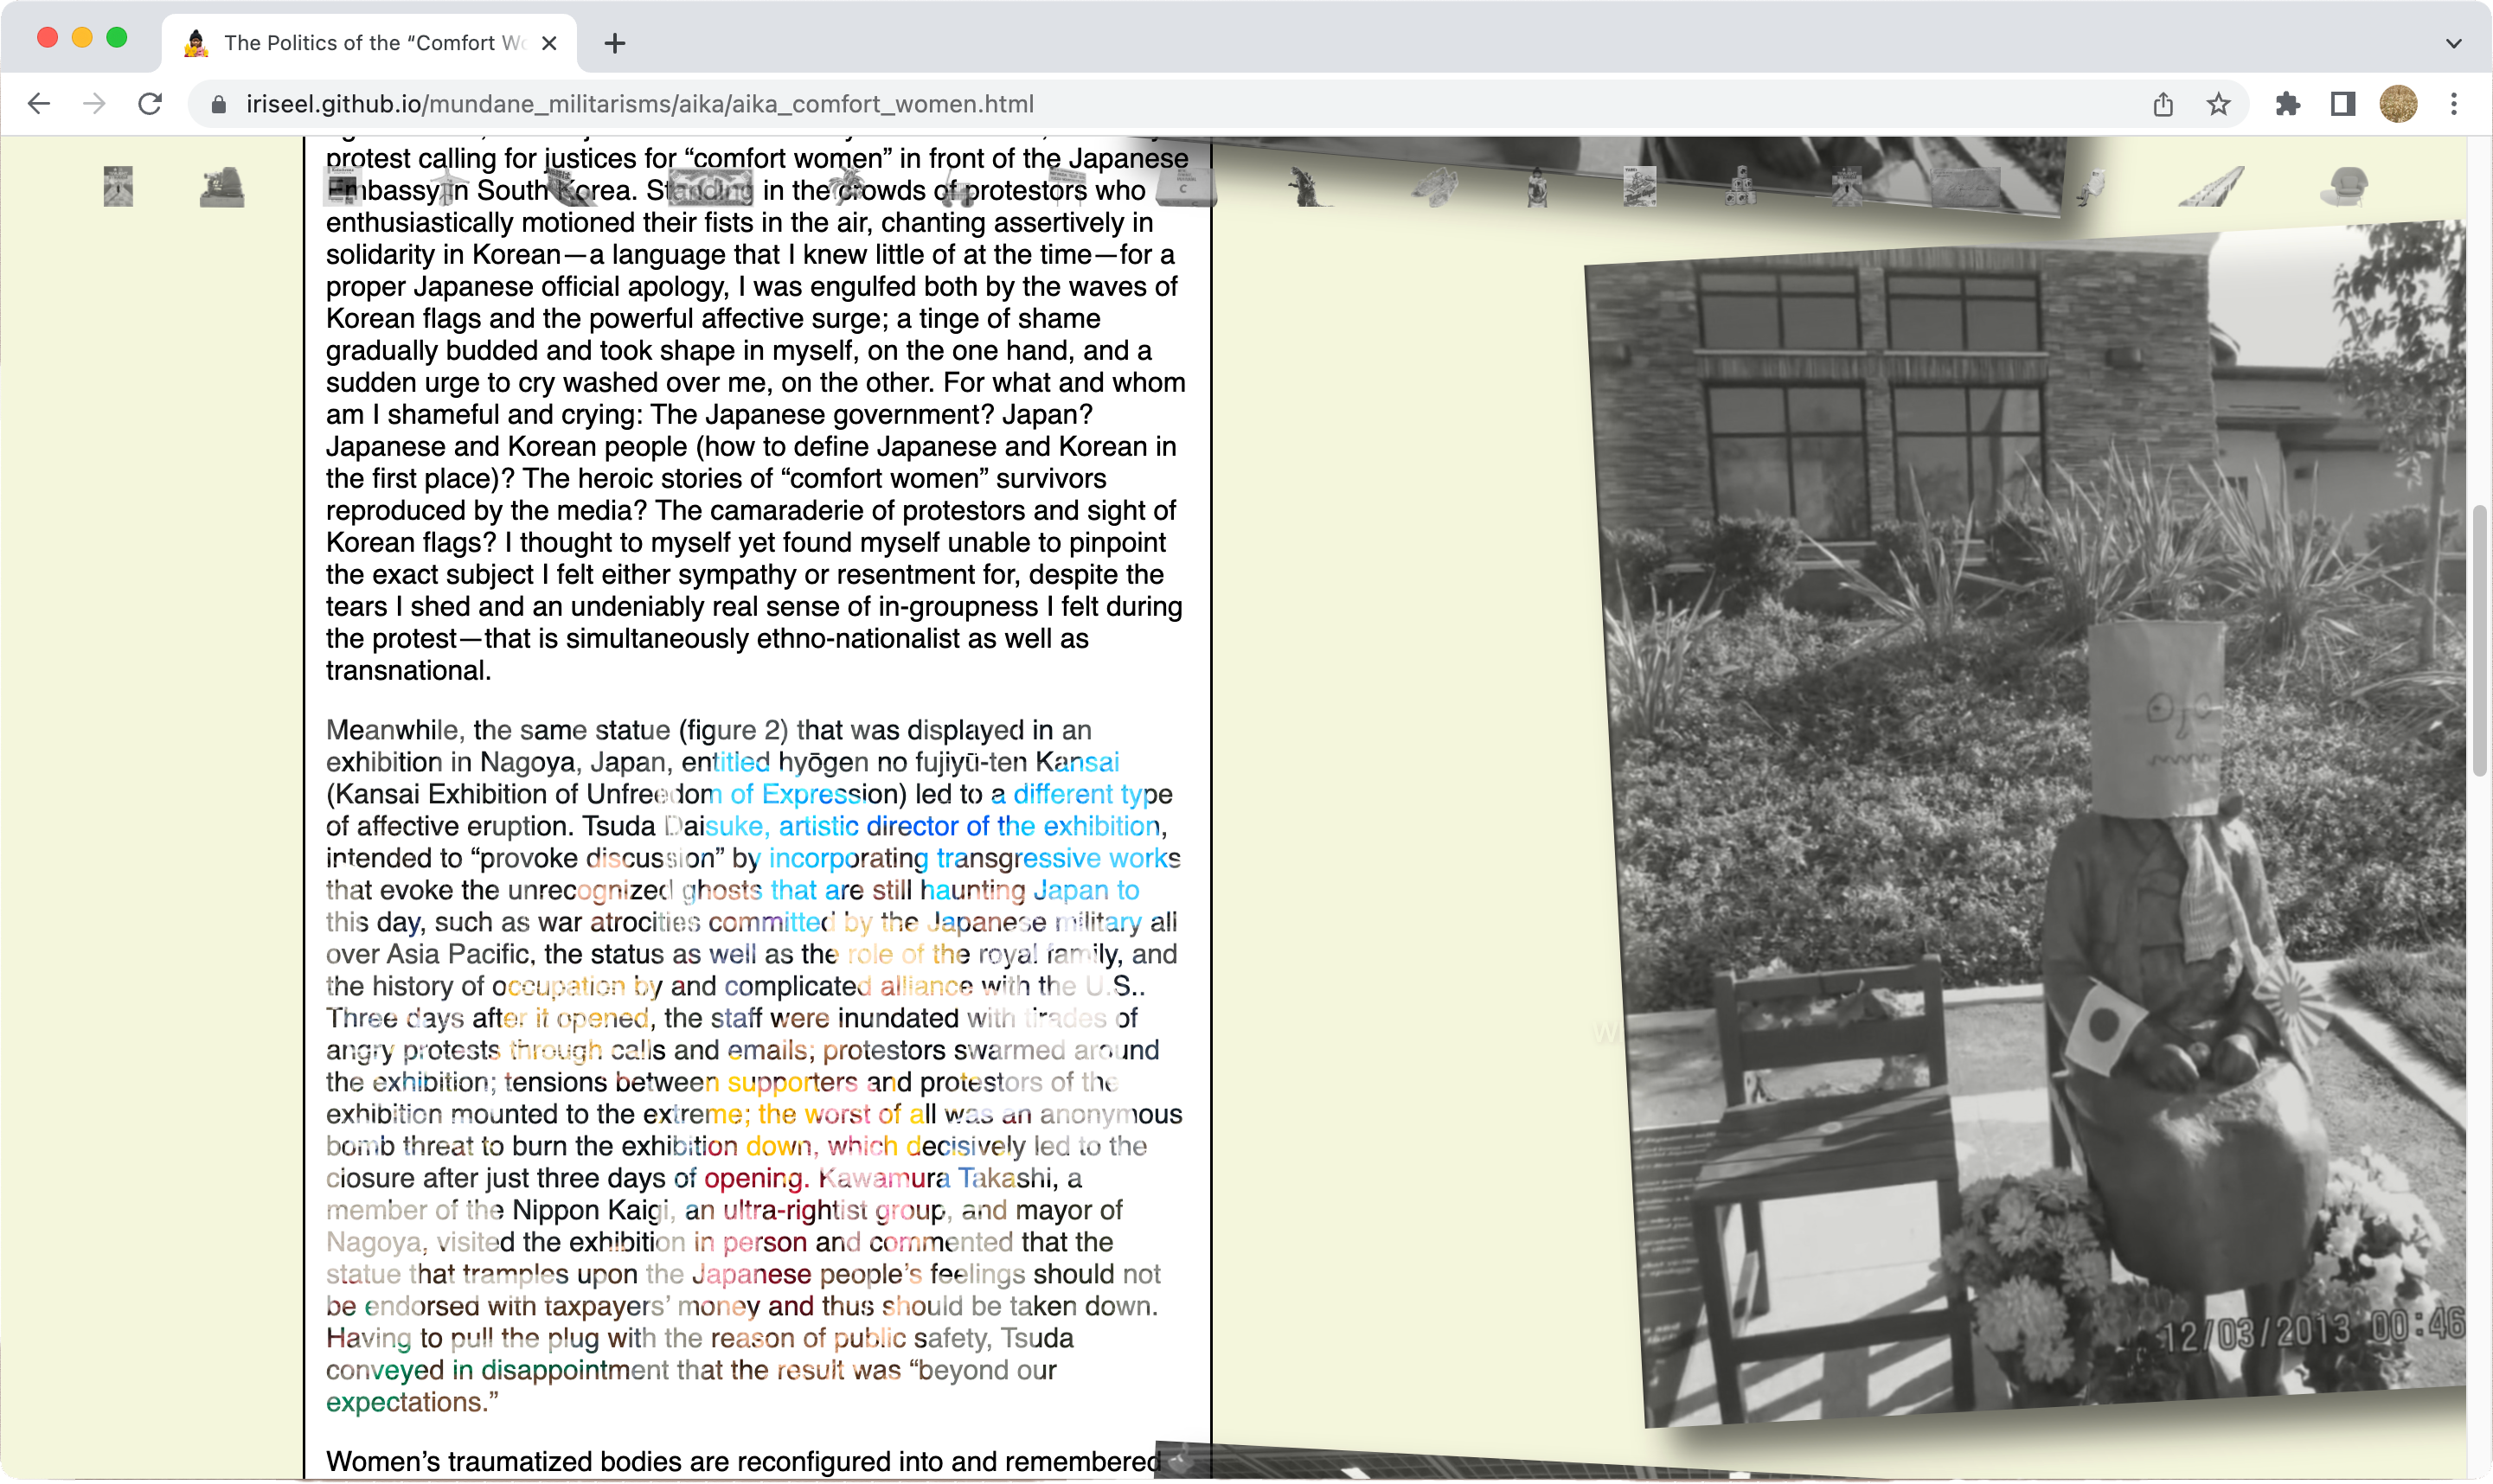 The Politics of the “Comfort Wo
iriseel.github.io/mundane_militarisms/aika/aika_comfort_women.html
protest calling for justices for “comfort women” in front of the Japanese
Embassy in South Korea. Standing in the crowds of protestors who
enthusiastically motioned their fists in the air, chanting assertively in
solidarity in Korean—a language that I knew little of at the time—for a
proper Japanese official apology, I was engulfed both by the waves of
Korean flags and the powerful affective surge; a tinge of shame
gradually budded and took shape in myself, on the one hand, and a
sudden urge to cry washed over me, on the other. For what and whom
am I shameful and crying: The Japanese government? Japan?
Japanese and Korean people (how to define Japanese and Korean in
the first place)? The heroic stories of “comfort women” survivors
reproduced by the media? The camaraderie of protestors and sight of
Korean flags? I thought to myself yet found myself unable to pinpoint
the exact subject I felt either sympathy or resentment for, despite the
tears I shed and an undeniably real sense of in-groupness I felt during
the protest—that is simultaneously ethno-nationalist as well as
transnational.
Meanwhile, the same statue (figure 2) that was displayed in an
exhibition in Nagoya, Japan, entitled hyōgen no fujiyū-ten Kansai
(Kansai Exhibition of Unfreedom of Expression) led to a different type
of affective eruption. Tsuda Daisuke, artistic director of the exhibition,
intended to “provoke discussion” by incorporating transgressive works
that evoke the unrecognized ghosts that are still haunting Japan to
this day, such as war atrocities committed by the Japanese military all
over Asia Pacific, the status as well as the role of the royal family, and
the history of occupation by and complicated alliance with the U.S..
Three days after it opened, the staff were inundated with tirades of
angry protests through calls and emails; protestors swarmed around
the exhibition; tensions between supporters and protestors of the
exhibition mounted to the extreme; the worst of all was an anonymous
bomb threat to burn the exhibition down, which decisively led to the
closure after just three days of opening. Kawamura Takashi, a
member of the Nippon Kaigi, an ultra-rightist group, and mayor of
Nagoya, visited the exhibition in person and commented that the
statue that tramples upon the Japanese people’s feelings should not
be endorsed with taxpayers’ money and thus should be taken down.
Having to pull the plug with the reason of public safety, Tsuda
conveyed in disappointment that the result was “beyond our
expectations.”
Women’s traumatized bodies are reconfigured into and remembered
12/03/2013 00:46